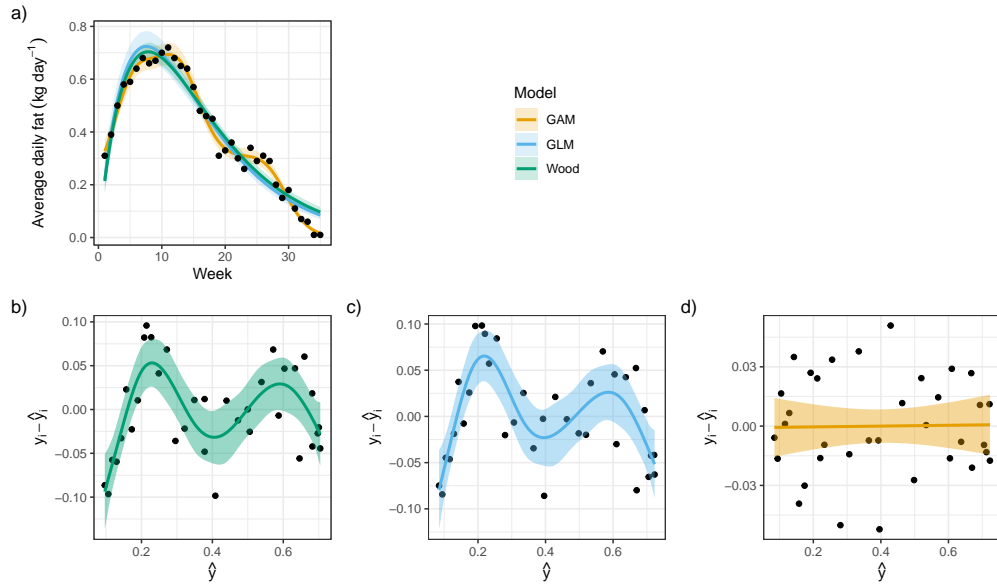 a)
Average daily fat (kg day⁻¹)
0.8
0.6
0.4
0.2
0.0
0
10
20
30
Week
Model
GAM
GLM
Wood
b)
yᵢ − ŷᵢ
0.10
0.05
0.00
−0.05
−0.10
0.2
0.4
0.6
ŷ
c)
yᵢ − ŷᵢ
0.10
0.05
0.00
−0.05
−0.10
0.2
0.4
0.6
ŷ
d)
yᵢ − ŷᵢ
0.03
0.00
−0.03
0.2
0.4
0.6
ŷ